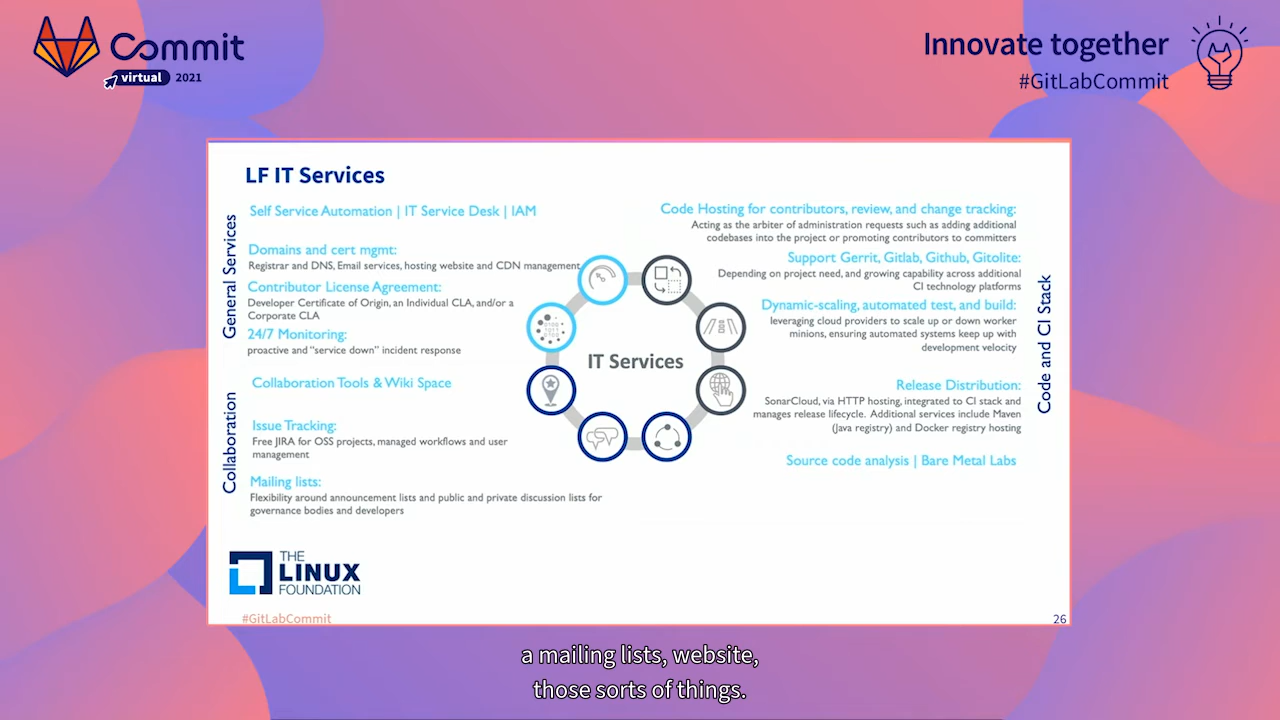 Commit
virtual 2021
Innovate together
#GitLabCommit
LF IT Services
General Services
Self Service Automation | IT Service Desk | IAM
Domains and cert mgmt:
Registrar and DNS, Email services, hosting website and CDN management
Contributor License Agreement:
Developer Certificate of Origin, an Individual CLA, and/or a
Corporate CLA
24/7 Monitoring:
proactive and “service down” incident response
Collaboration
Collaboration Tools & Wiki Space
Issue Tracking:
Free JIRA for OSS projects, managed workflows and user
management
Mailing lists:
Flexibility around announcement lists and public and private discussion lists for
governance bodies and developers
IT Services
Code Hosting for contributors, review, and change tracking:
Acting as the arbiter of administration requests such as adding additional
codebases into the project or promoting contributors to committers
Support Gerrit, Gitlab, Github, Gitolite:
Depending on project need, and growing capability across additional
CI technology platforms
Dynamic-scaling, automated test, and build:
leveraging cloud providers to scale up or down worker
minions, ensuring automated systems keep up with
development velocity
Release Distribution:
SonarCloud, via HTTP hosting, integrated to CI stack and
manages release lifecycle. Additional services include Maven
(Java registry) and Docker registry hosting
Source code analysis | Bare Metal Labs
Code and CI Stack
THE
LINUX
FOUNDATION
#GitLabCommit
26
a mailing lists, website,
those sorts of things.